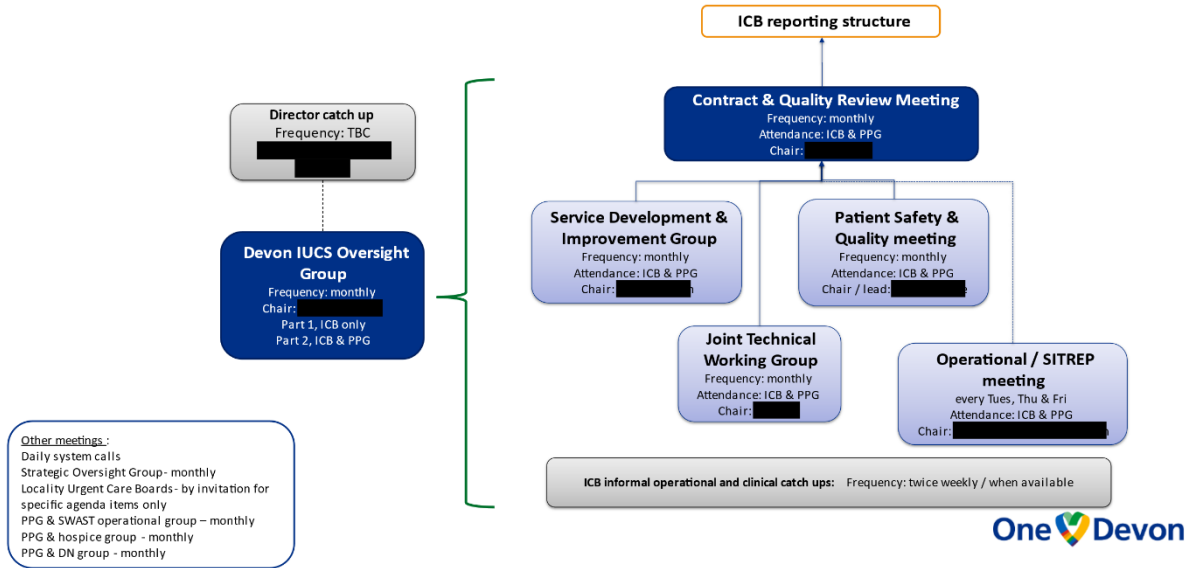 ICB reporting structure
Director catch up
Frequency: TBC
Devon IUCS Oversight
Group
Frequency: monthly
Chair:
Part 1, ICB only
Part 2, ICB & PPG
Contract & Quality Review Meeting
Frequency: monthly
Attendance: ICB & PPG
Chair:
Service Development &
Improvement Group
Frequency: monthly
Attendance: ICB & PPG
Chair:
Patient Safety &
Quality meeting
Frequency: monthly
Attendance: ICB & PPG
Chair / lead:
Joint Technical
Working Group
Frequency: monthly
Attendance: ICB & PPG
Chair:
Operational / SITREP
meeting
every Tues, Thu & Fri
Attendance: ICB & PPG
Chair:
ICB informal operational and clinical catch ups: Frequency: twice weekly / when available
Other meetings :
Daily system calls
Strategic Oversight Group- monthly
Locality Urgent Care Boards- by invitation for
specific agenda items only
PPG & SWAST operational group – monthly
PPG & hospice group - monthly
PPG & DN group - monthly
One Devon